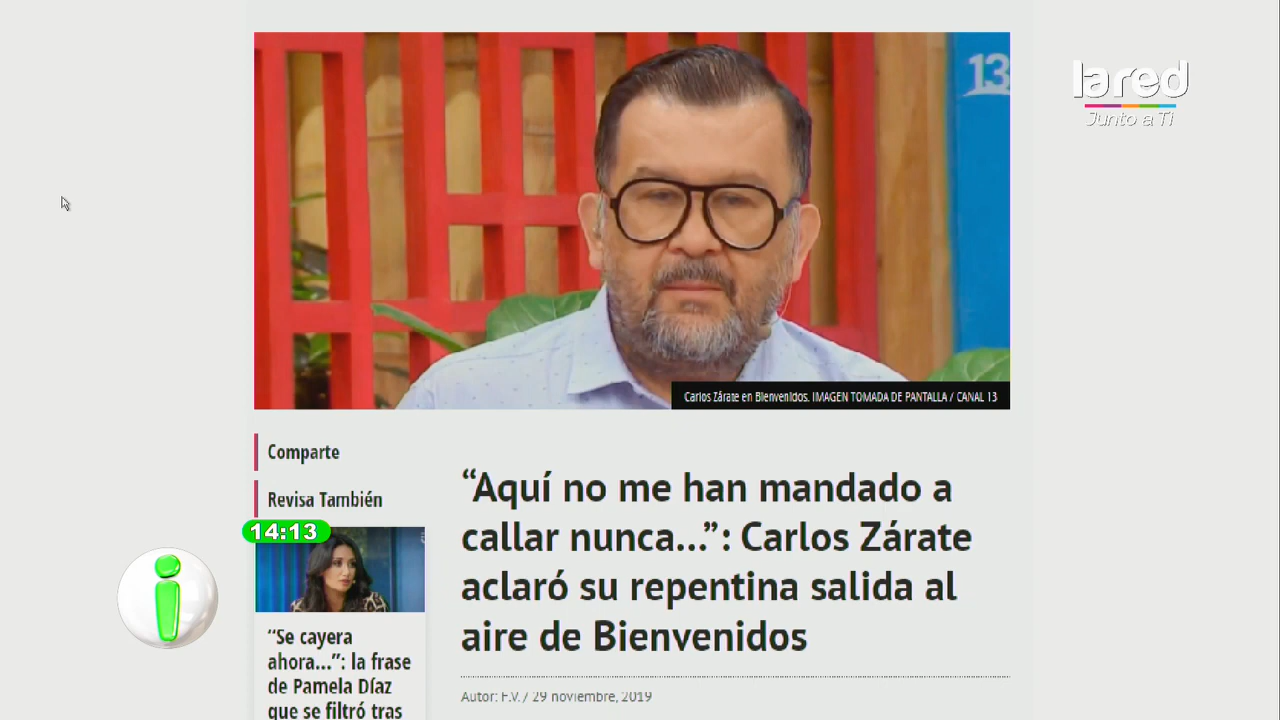 13
lared
Junto a Ti
Carlos Zárate en Bienvenidos. IMAGEN TOMADA DE PANTALLA / CANAL 13
Comparte
Revisa También
14:13
i
“Se cayera
ahora...”: la frase
de Pamela Díaz
que se filtró tras
“Aquí no me han mandado a
callar nunca...”: Carlos Zárate
aclaró su repentina salida al
aire de Bienvenidos
Autor: F.V. / 29 noviembre, 2019